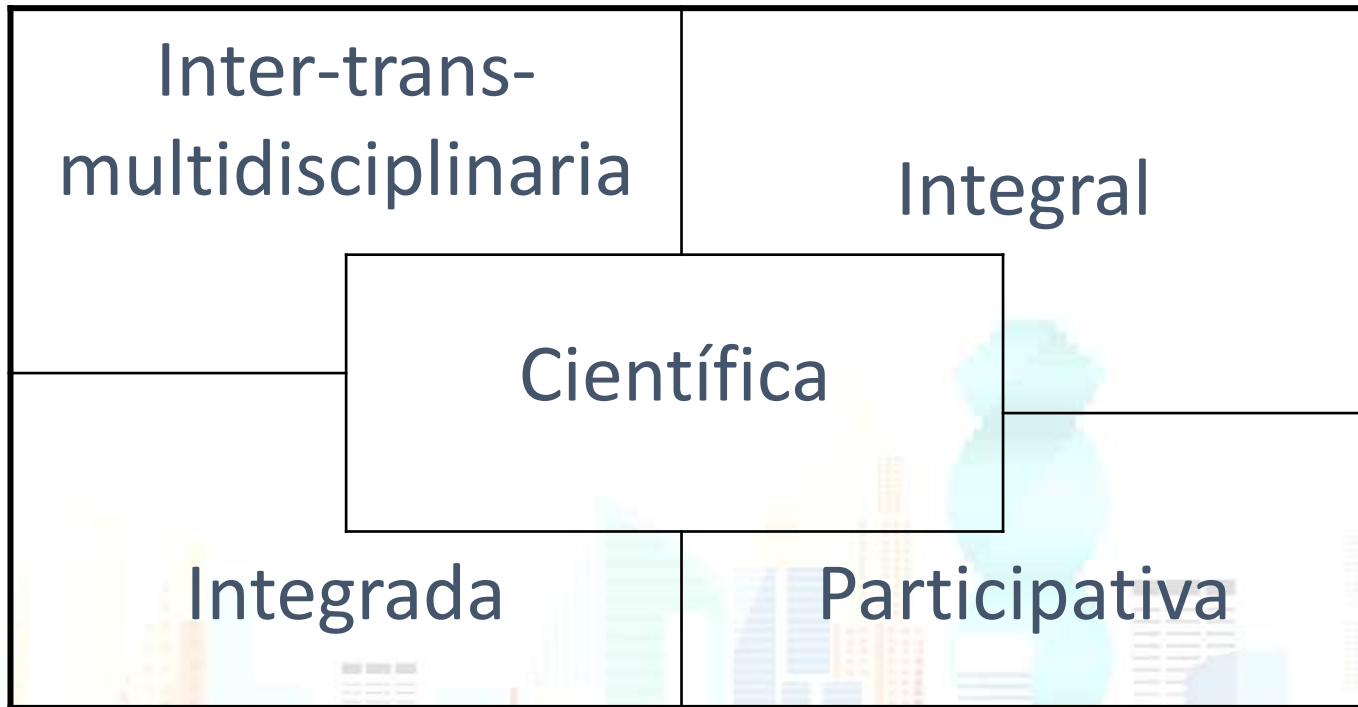 Inter-trans-
multidisciplinaria
Integral
Científica
Integrada
Participativa